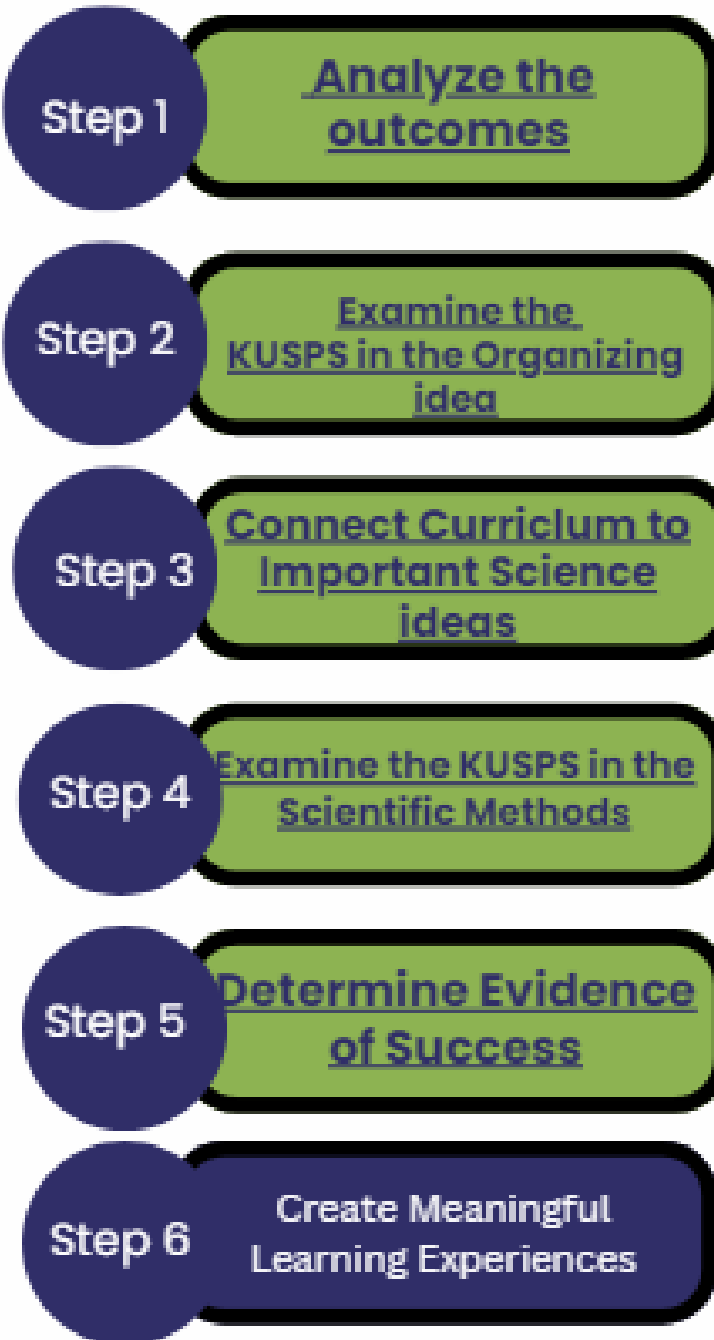 Step 1
Analyze the
outcomes
Step 2
Examine the
KUSPS in the Organizing
idea
Step 3
Connect Curriclum to
Important Science
ideas
Step 4
Examine the KUSPS in the
Scientific Methods
Step 5
Determine Evidence
of Success
Step 6
Create Meaningful
Learning Experiences